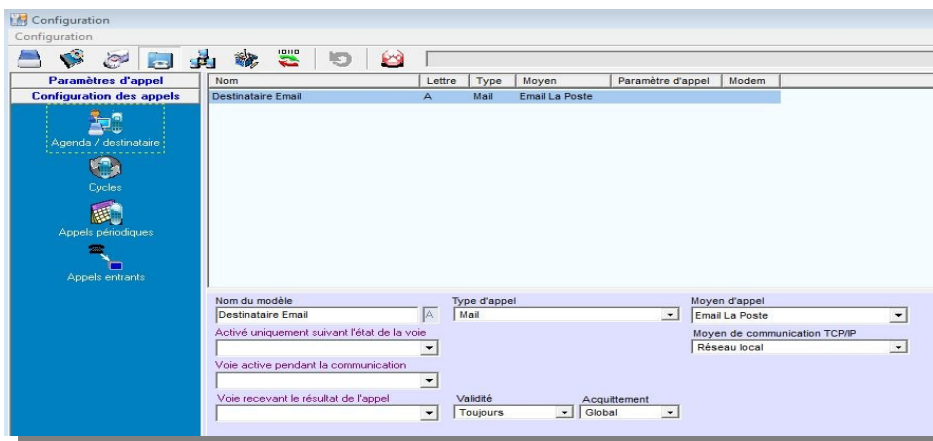 Configuration
Configuration
10110
Paramètres d'appel
Configuration des appels
Agenda / destinataire
Cycles
Appels périodiques
Appels entrants
Nom Lettre Type Moyen Paramètre d'appel Modem
Destinataire Email A Mail Email La Poste
Nom du modèle Type d'appel Moyen d'appel
Destinataire Email A Mail Email La Poste
Activé uniquement suivant l'état de la voie Moyen de communication TCP/IP
Réseau local
Voie active pendant la communication
Voie recevant le résultat de l'appel Validité Acquittement
Toujours Global